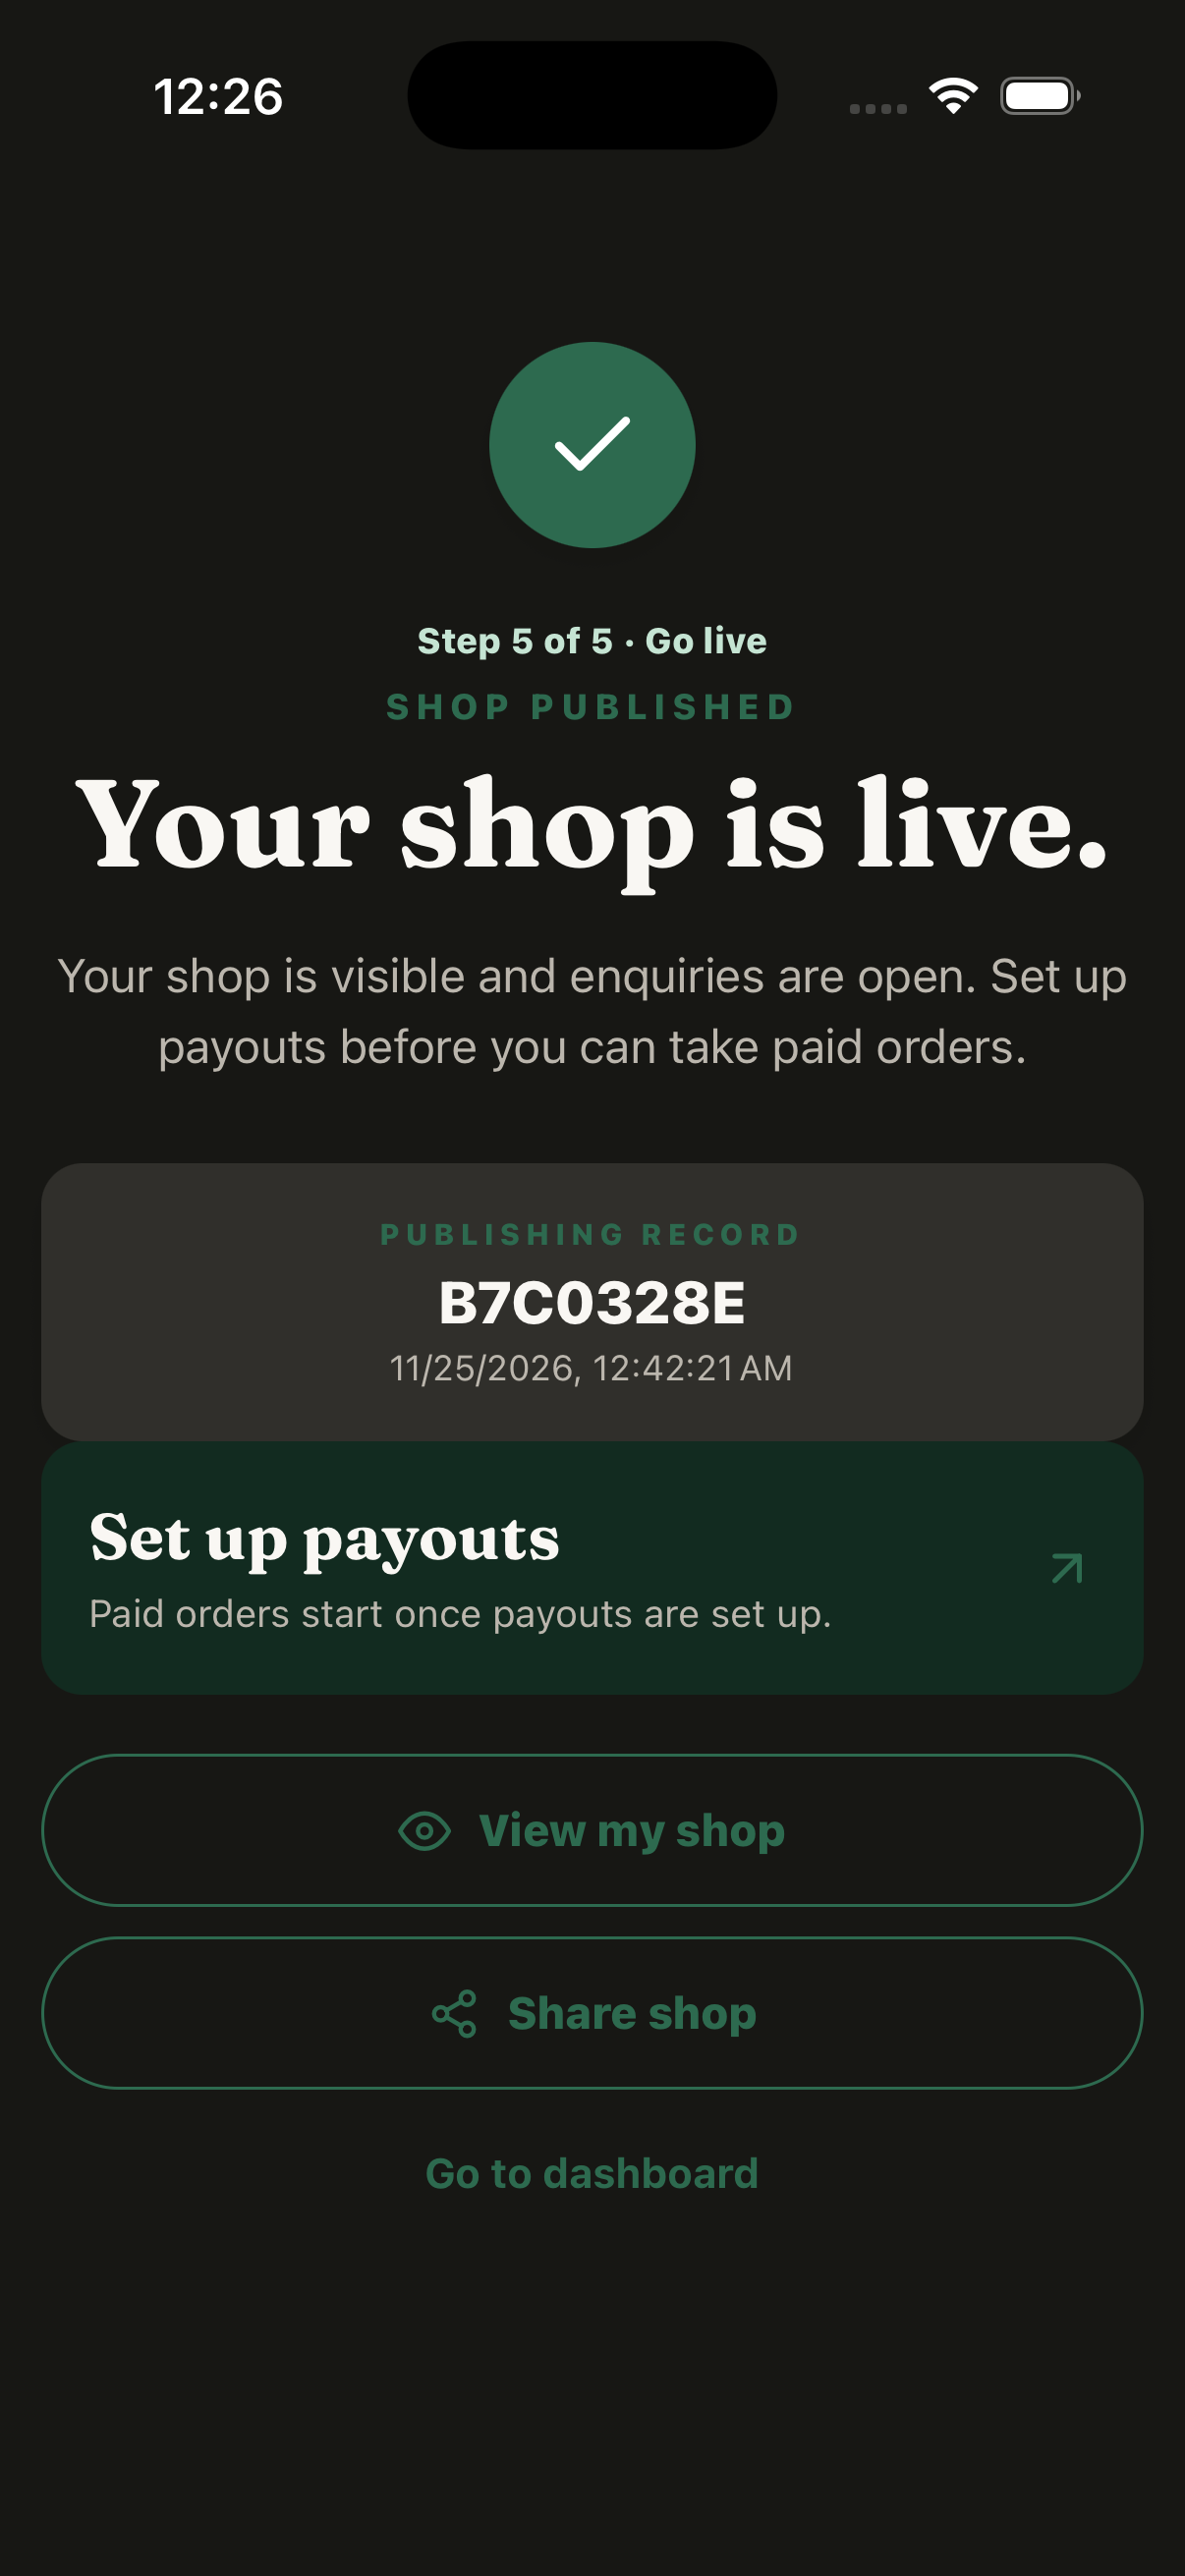 12:26
Step 5 of 5 · Go live
SHOP PUBLISHED
Your shop is live.
Your shop is visible and enquiries are open. Set up
payouts before you can take paid orders.
PUBLISHING RECORD
B7C0328E
11/25/2026, 12:42:21 AM
Set up payouts
Paid orders start once payouts are set up.
View my shop
Share shop
Go to dashboard